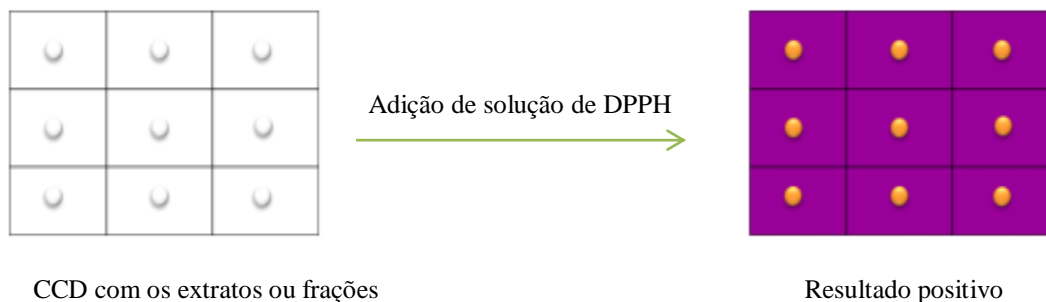 Adição de solução de DPPH
CCD com os extratos ou frações
Resultado positivo